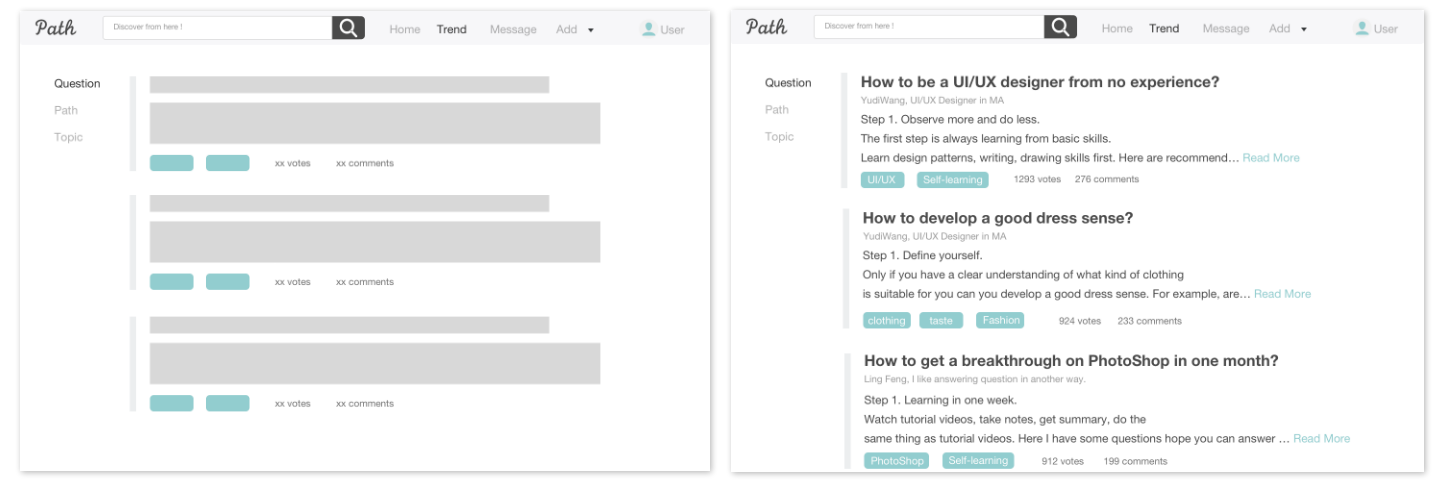 Path
Discover from here !
Home Trend Message Add User
Question
Path
Topic
xx votes xx comments
xx votes xx comments
xx votes xx comments
Path
Discover from here !
Home Trend Message Add User
Question
Path
Topic
How to be a UI/UX designer from no experience?
YudiWang, UI/UX Designer in MA
Step 1. Observe more and do less.
The first step is always learning from basic skills.
Learn design patterns, writing, drawing skills first. Here are recommend… Read More
UI/UX Self-learning 1293 votes 276 comments
How to develop a good dress sense?
YudiWang, UI/UX Designer in MA
Step 1. Define yourself.
Only if you have a clear understanding of what kind of clothing
is suitable for you can you develop a good dress sense. For example, are… Read More
clothing taste Fashion 924 votes 233 comments
How to get a breakthrough on PhotoShop in one month?
Ling Feng, I like answering question in another way.
Step 1. Learning in one week.
Watch tutorial videos, take notes, get summary, do the
same thing as tutorial videos. Here I have some questions hope you can answer … Read More
PhotoShop Self-learning 912 votes 199 comments